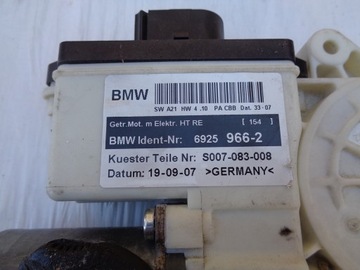 BMW
SW A21 HW 4 .10 PA CBB Dat. 33-07
Getr.Mot. m Elektr. HT RE [ 154 ]
BMW Ident-Nr: 6925 966-2
Kuester Teile Nr: S007-083-008
Datum: 19-09-07 >GERMANY<